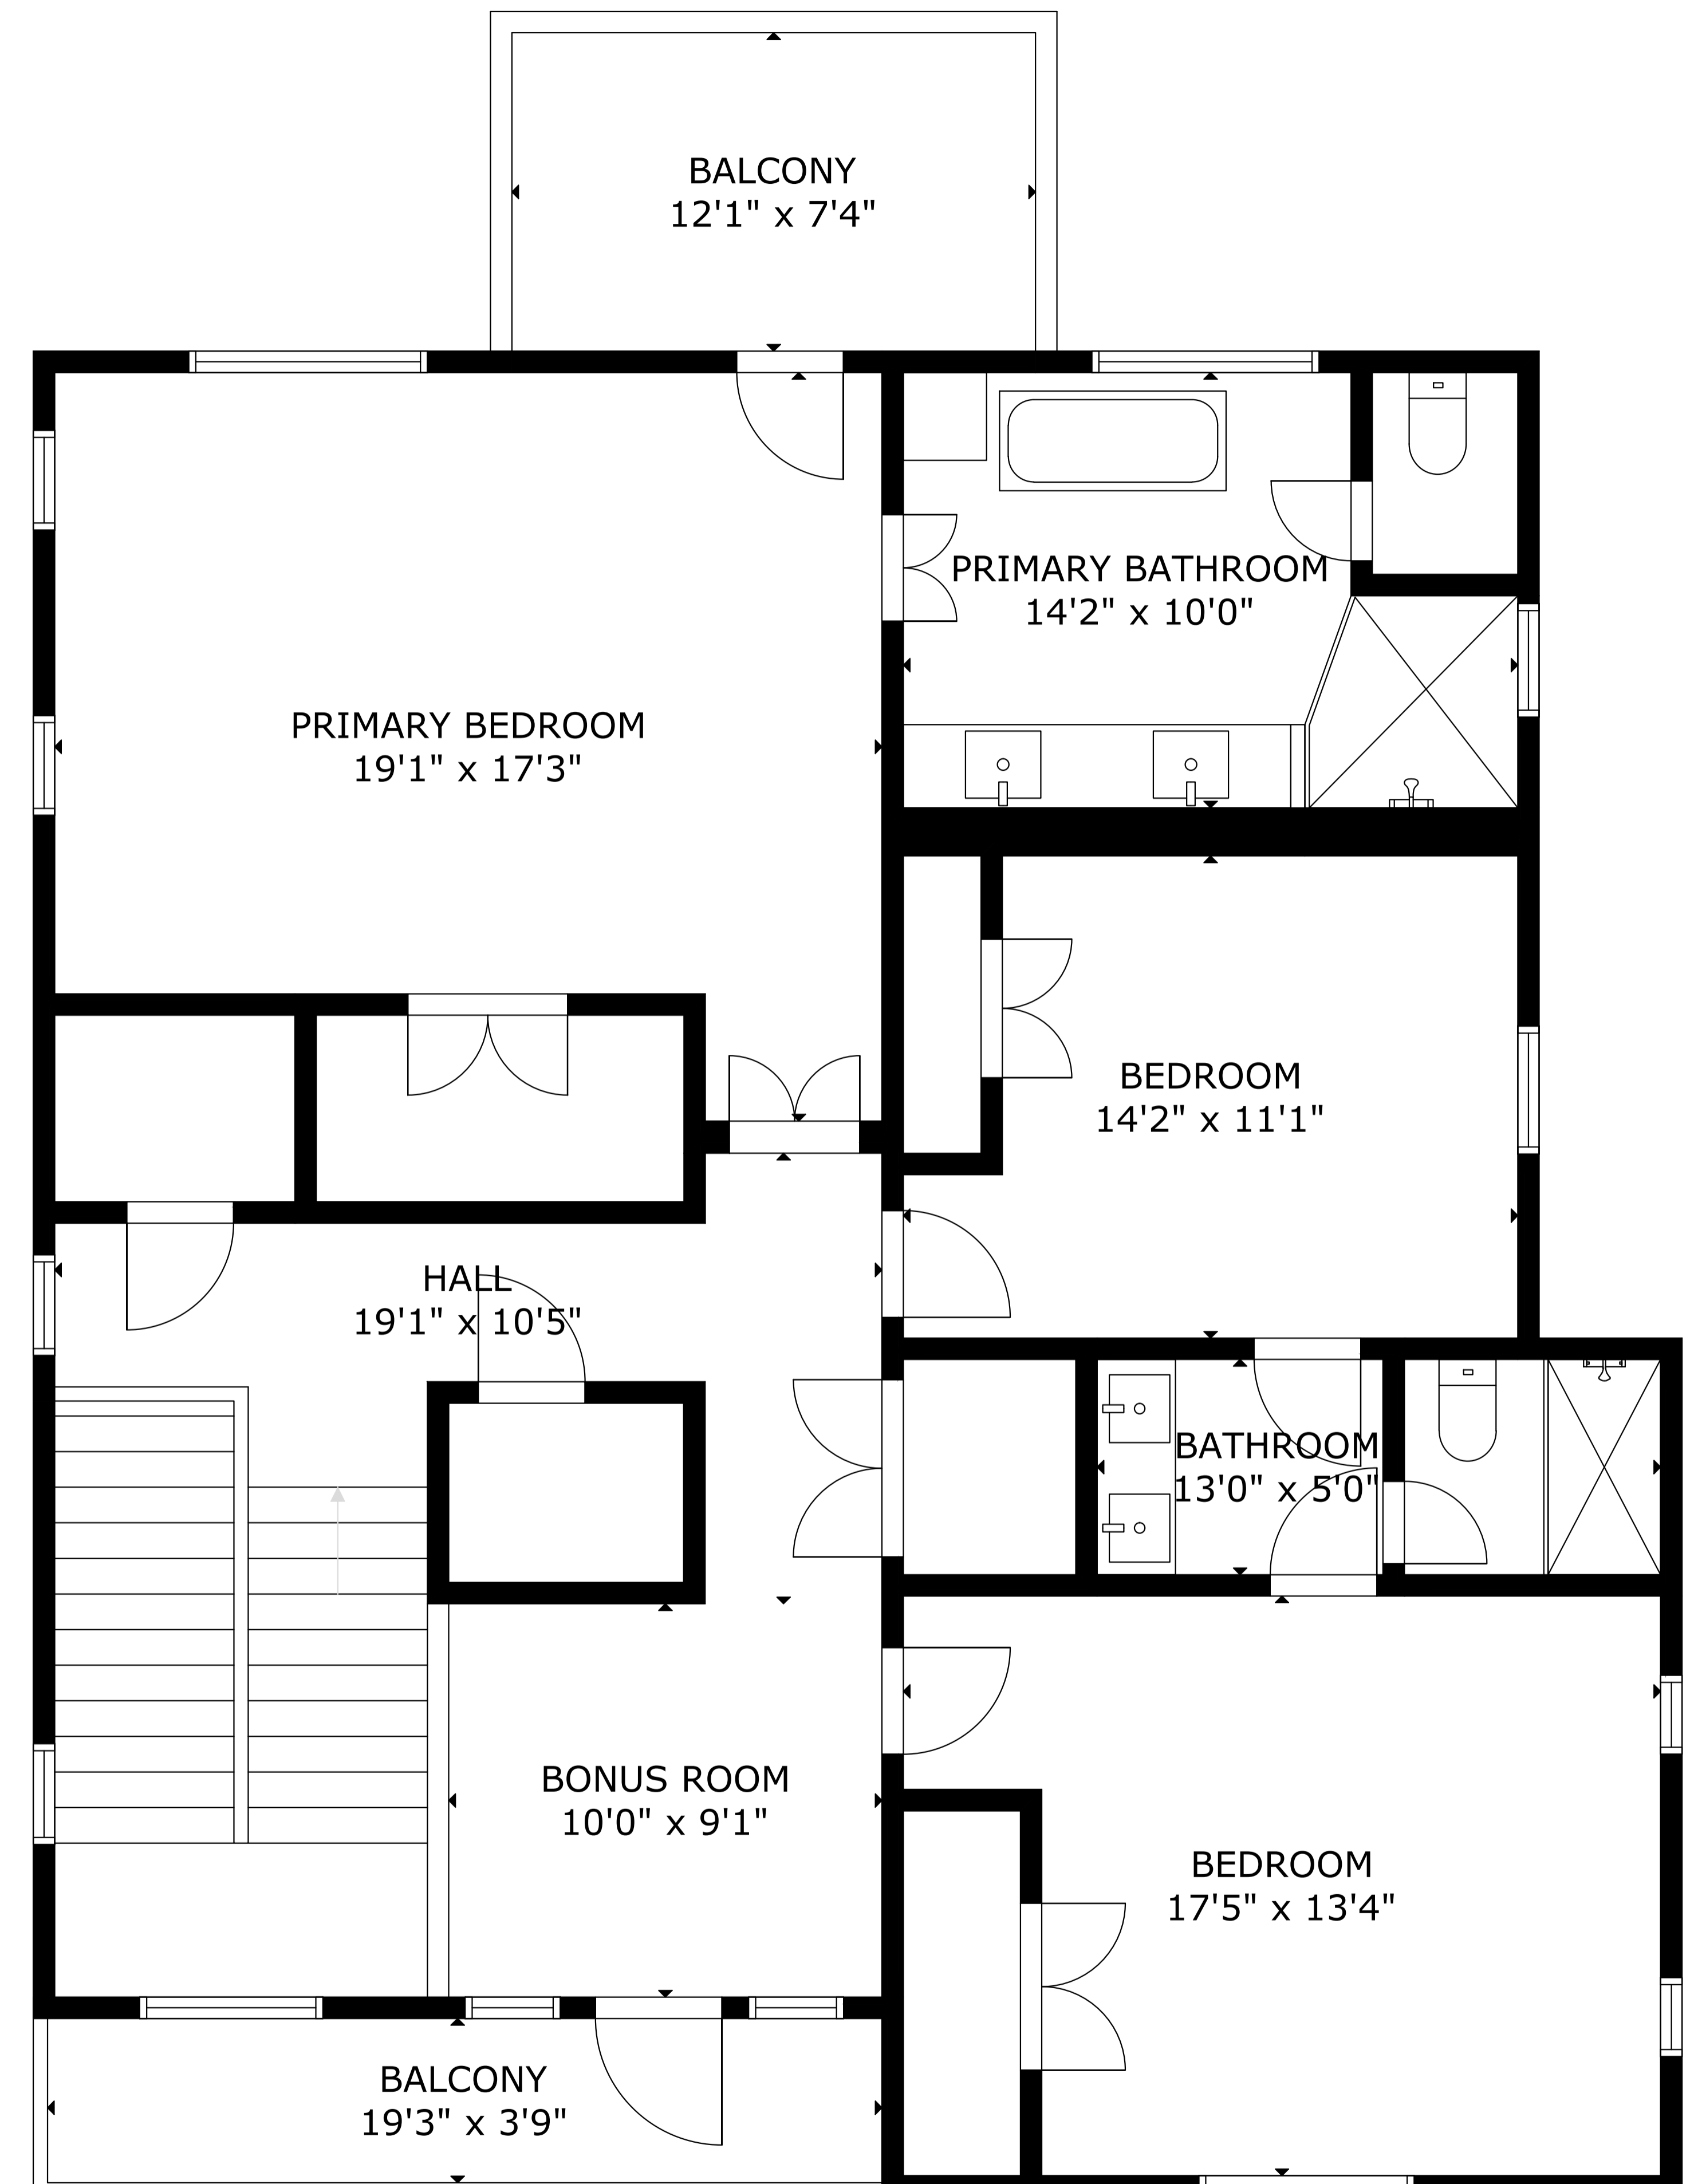 BALCONY
12'1" x 7'4"
PRIMARY BATHROOM
14'2" x 10'0"
PRIMARY BEDROOM
19'1" x 17'3"
BEDROOM
14'2" x 11'1"
HALL
19'1" x 10'5"
BATHROOM
13'0" x 5'0"
BONUS ROOM
10'0" x 9'1"
BEDROOM
17'5" x 13'4"
BALCONY
19'3" x 3'9"